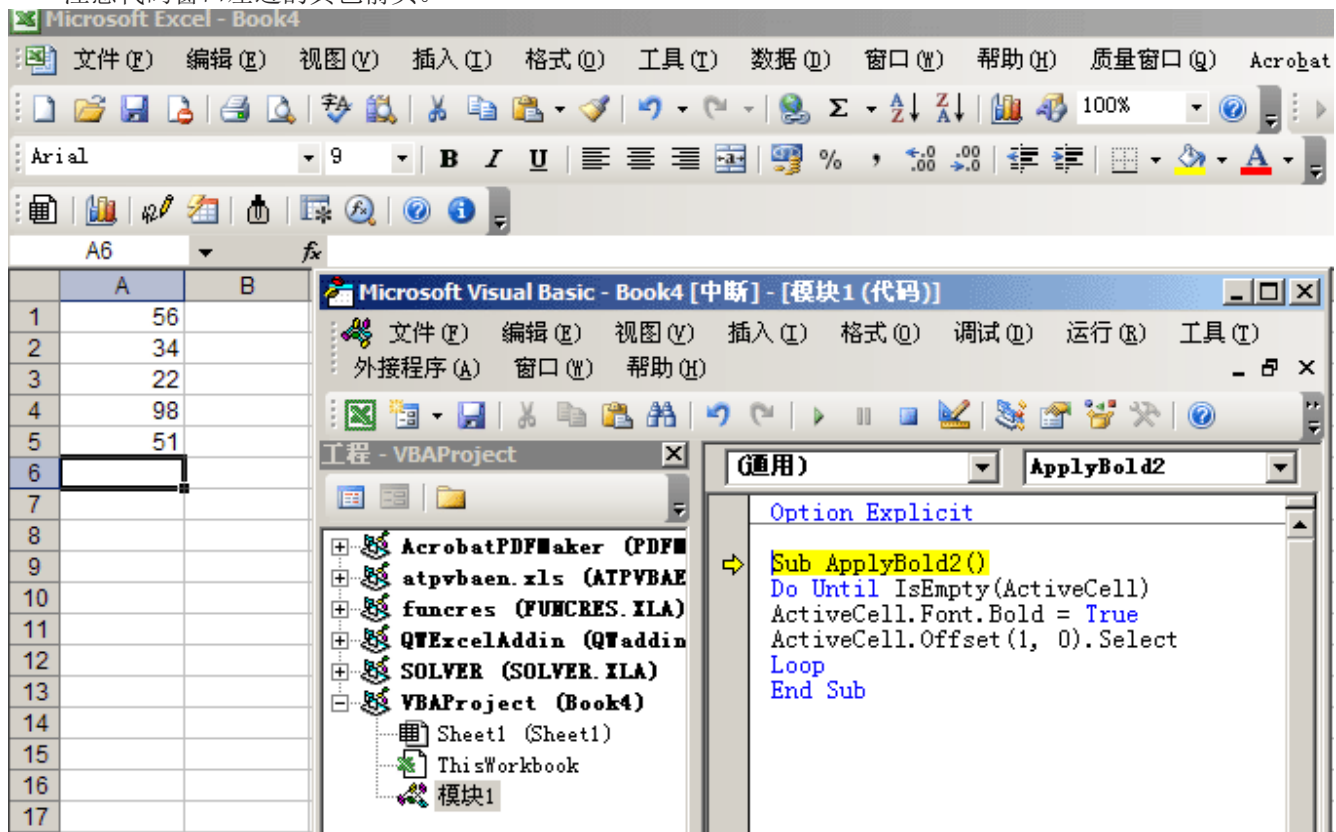 Microsoft Excel - Book4
文件(F) 编辑(E) 视图(V) 插入(I) 格式(O) 工具(T) 数据(D) 窗口(W) 帮助(H) 质量窗口(Q) Acrobat
100%
Arial 9 B I U
A6 fx
A B
1 56
2 34
3 22
4 98
5 51
6
7
8
9
10
11
12
13
14
15
16
17
Microsoft Visual Basic - Book4 [中断] - [模块1 (代码)]
文件(F) 编辑(E) 视图(V) 插入(I) 格式(O) 调试(D) 运行(R) 工具(T)
外接程序(A) 窗口(W) 帮助(H)
工程 - VBAProject
AcrobatPDFMaker (PDFM
atpvbaen.xls (ATPVBAE
funcres (FUNCRES.XLA)
QTExcelAddin (QTaddin
SOLVER (SOLVER.XLA)
VBAProject (Book4)
Sheet1 (Sheet1)
ThisWorkbook
模块1
(通用) ApplyBold2
Option Explicit
Sub ApplyBold2()
Do Until IsEmpty(ActiveCell)
ActiveCell.Font.Bold = True
ActiveCell.Offset(1, 0).Select
Loop
End Sub